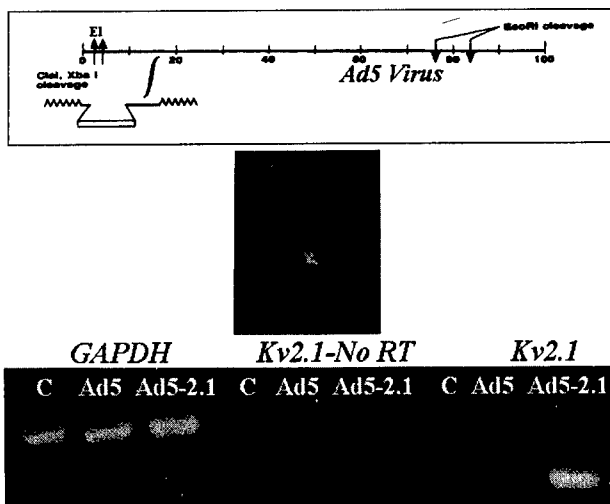 E1
EcoRI cleavage
0 20 40 60 80 100
ClaI, Xba I
cleavage
Ad5 Virus
GAPDH Kv2.1-No RT Kv2.1
C Ad5 Ad5-2.1 C Ad5 Ad5-2.1 C Ad5 Ad5-2.1